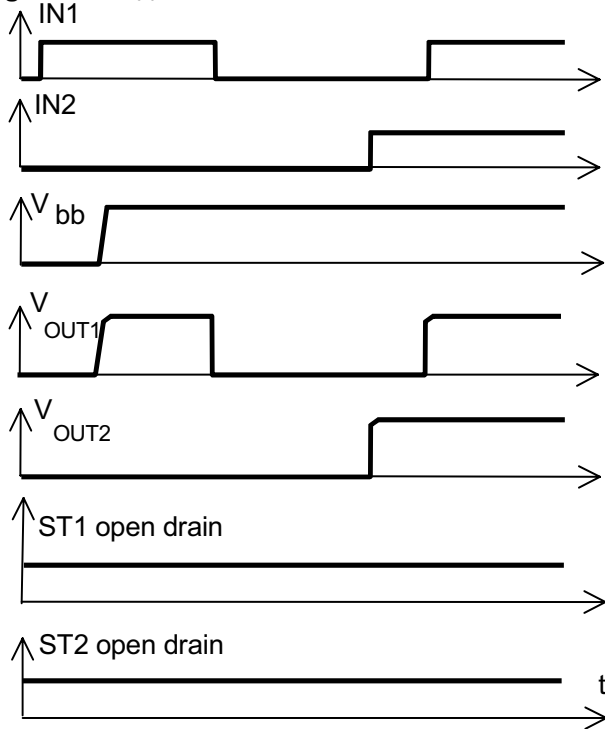 IN1
IN2
V bb
V
OUT1
V
OUT2
ST1 open drain
ST2 open drain
t